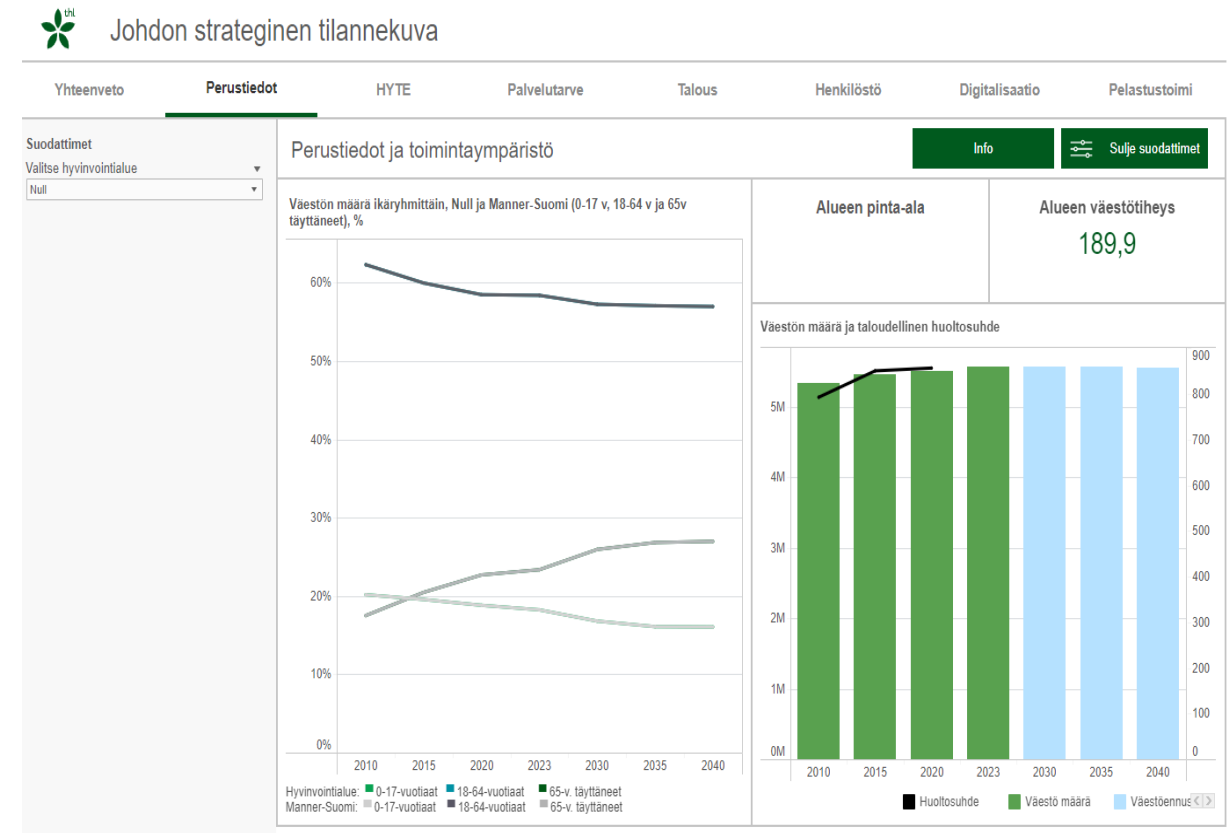 thl
Johdon strateginen tilannekuva
Yhteenveto
Perustiedot
HYTE
Palvelutarve
Talous
Henkilöstö
Digitalisaatio
Pelastustoimi
Suodattimet
Valitse hyvinvointialue
Null
Perustiedot ja toimintaympäristö
Info
Sulje suodattimet
Väestön määrä ikäryhmittäin, Null ja Manner-Suomi (0-17 v, 18-64 v ja 65v
täyttäneet), %
60%
50%
40%
30%
20%
10%
0%
2010 2015 2020 2023 2030 2035 2040
Hyvinvointialue: 0-17-vuotiaat 18-64-vuotiaat 65-v. täyttäneet
Manner-Suomi: 0-17-vuotiaat 18-64-vuotiaat 65-v. täyttäneet
Alueen pinta-ala
Alueen väestötiheys
189,9
Väestön määrä ja taloudellinen huoltosuhde
5M
4M
3M
2M
1M
0M
900
800
700
600
500
400
300
200
100
0
2010 2015 2020 2023 2030 2035 2040
Huoltosuhde Väestö määrä Väestöennus